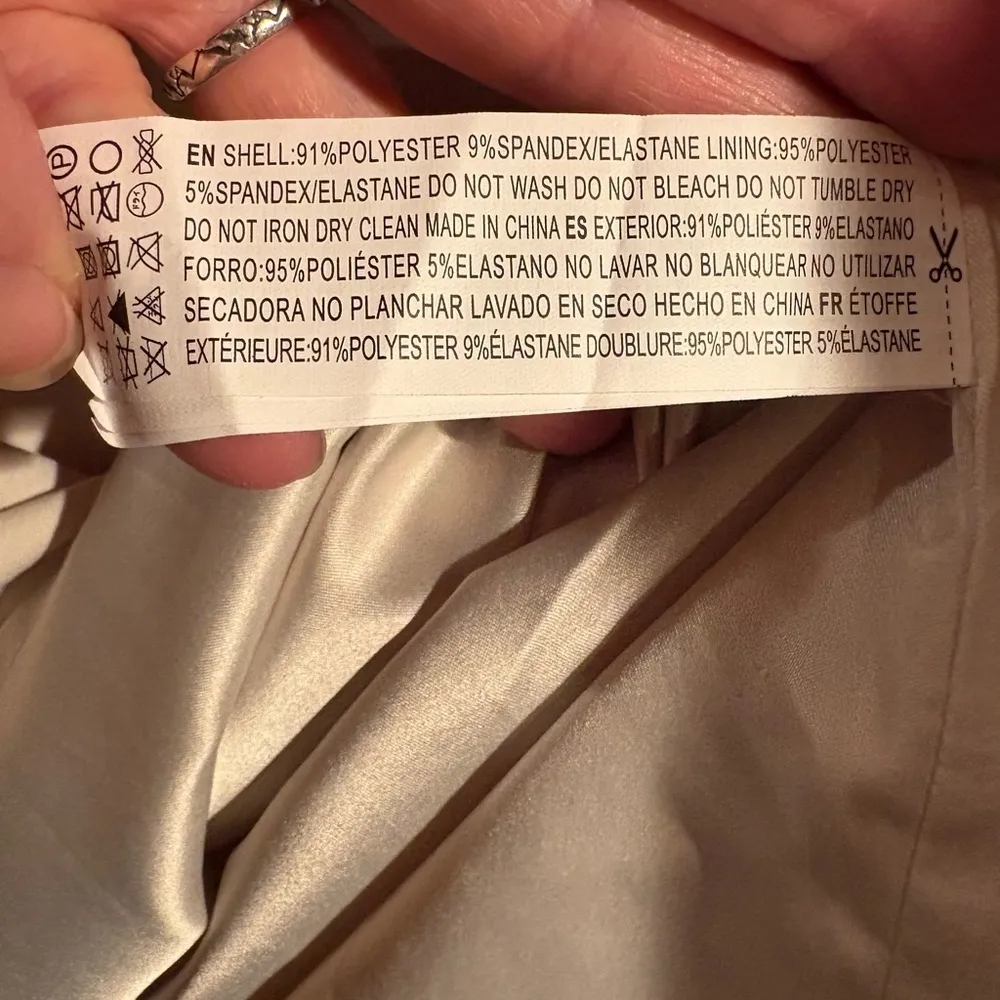 EN SHELL:91%POLYESTER 9%SPANDEX/ELASTANE LINING:95%POLYESTER
5%SPANDEX/ELASTANE DO NOT WASH DO NOT BLEACH DO NOT TUMBLE DRY
DO NOT IRON DRY CLEAN MADE IN CHINA ES EXTERIOR:91%POLIÉSTER 9%ELASTANO
FORRO:95%POLIÉSTER 5%ELASTANO NO LAVAR NO BLANQUEAR NO UTILIZAR
SECADORA NO PLANCHAR LAVADO EN SECO HECHO EN CHINA FR ÉTOFFE
EXTÉRIEURE:91%POLYESTER 9%ÉLASTANE DOUBLURE:95%POLYESTER 5%ÉLASTANE